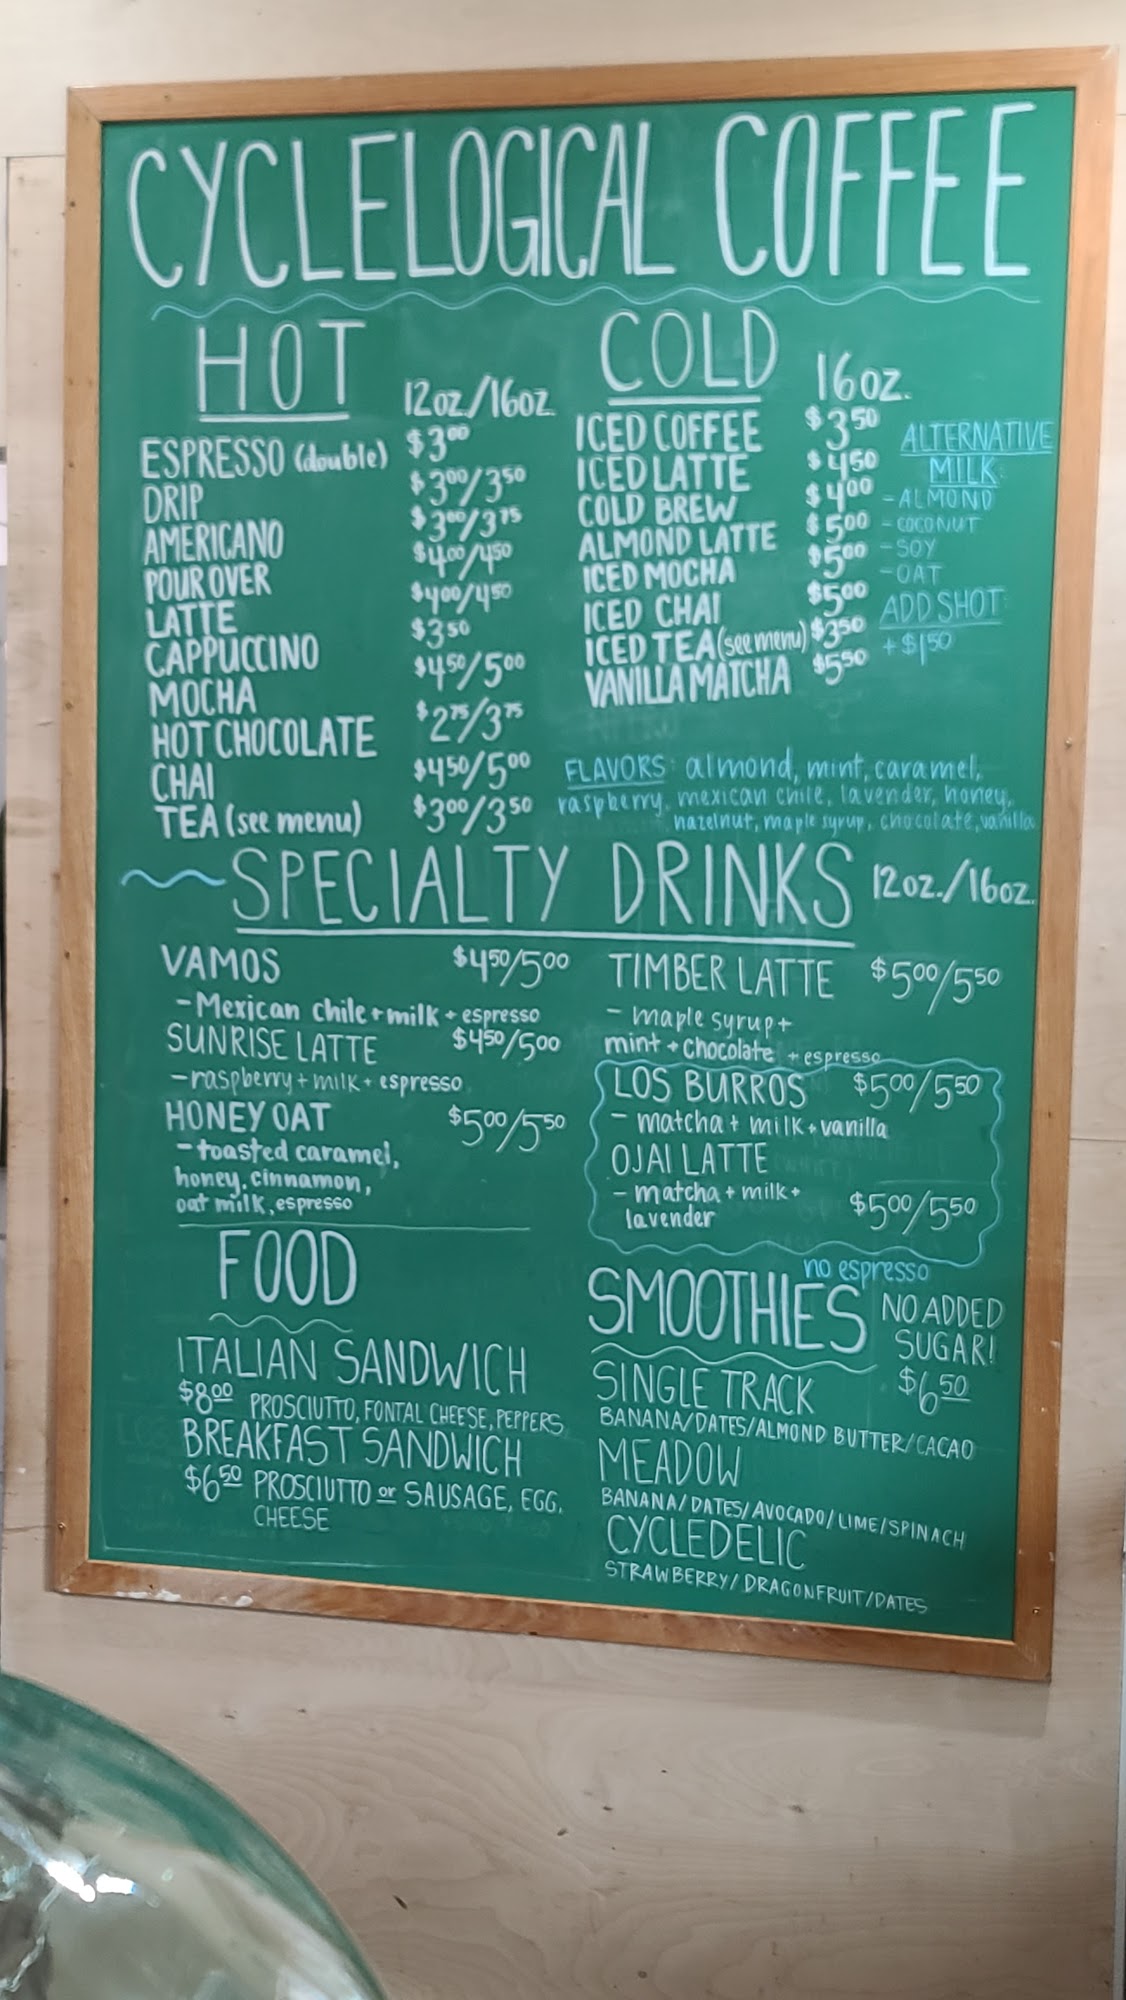 CYCLELOGICAL COFFEE
HOT 12oz/16oz
ESPRESSO (double) $3.00
DRIP $3.00/3.50
AMERICANO $3.00/3.75
POUR OVER $4.00/4.50
LATTE $4.00/4.50
CAPPUCCINO $3.50
MOCHA $4.50/5.00
HOT CHOCOLATE $2.75/3.75
CHAI $4.50/5.00
TEA (see menu) $3.00/3.50
COLD 16oz.
ICED COFFEE $3.50
ICED LATTE $4.50
COLD BREW $4.00
ALMOND LATTE $5.00
ICED MOCHA $5.00
ICED CHAI $5.00
ICED TEA (see menu) $3.50
VANILLA MATCHA $5.50
ALTERNATIVE
MILK:
- ALMOND
- COCONUT
- SOY
- OAT
ADD SHOT:
+ $1.50
FLAVORS: almond, mint, caramel,
raspberry, mexican chile, lavender, honey,
hazelnut, maple syrup, chocolate, vanilla
SPECIALTY DRINKS 12oz./16oz.
VAMOS $4.50/5.00
- Mexican chile + milk + espresso
SUNRISE LATTE $4.50/5.00
- raspberry + milk + espresso
HONEY OAT $5.00/5.50
- toasted caramel,
honey, cinnamon,
oat milk, espresso
TIMBER LATTE $5.00/5.50
- maple syrup +
mint + chocolate + espresso
LOS BURROS $5.00/5.50
- matcha + milk + vanilla
OJAI LATTE
- matcha + milk +
lavender $5.00/5.50
no espresso
FOOD
ITALIAN SANDWICH
$8.00 PROSCIUTTO, FONTAL CHEESE, PEPPERS
BREAKFAST SANDWICH
$6.50 PROSCIUTTO or SAUSAGE, EGG,
CHEESE
SMOOTHIES NO ADDED
SUGAR!
$6.50
SINGLE TRACK
BANANA/DATES/ALMOND BUTTER/CACAO
MEADOW
BANANA/DATES/AVOCADO/LIME/SPINACH
CYCLEDELIC
STRAWBERRY/DRAGONFRUIT/DATES